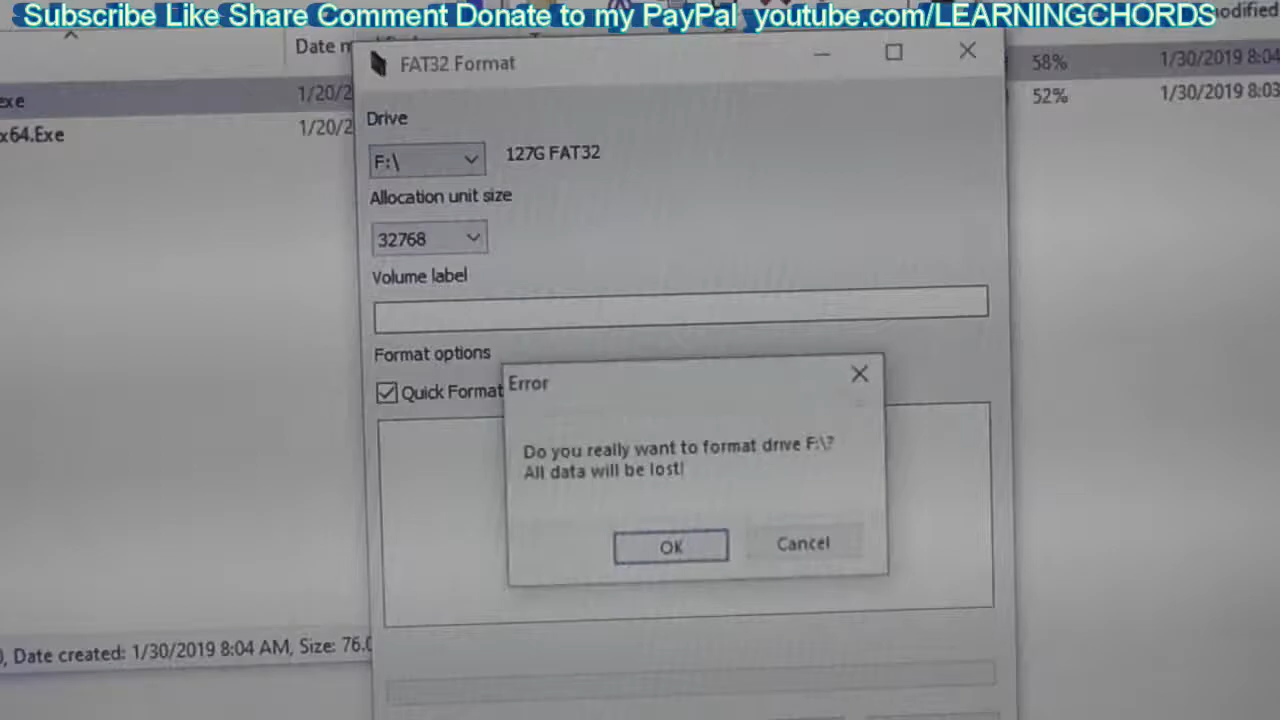 Subscribe Like Share Comment Donate to my PayPal youtube.com/LEARNINGCHORDS
Date
FAT32 Format
58% 1/30/2019 8:04
exe 1/20/2
52% 1/30/2019 8:03
x64.Exe 1/20/2
Drive
F:\ 127G FAT32
Allocation unit size
32768
Volume label
Format options
Quick Format
Error
Do you really want to format drive F:\?
All data will be lost!
OK Cancel
Date created: 1/30/2019 8:04 AM, Size: 76.0